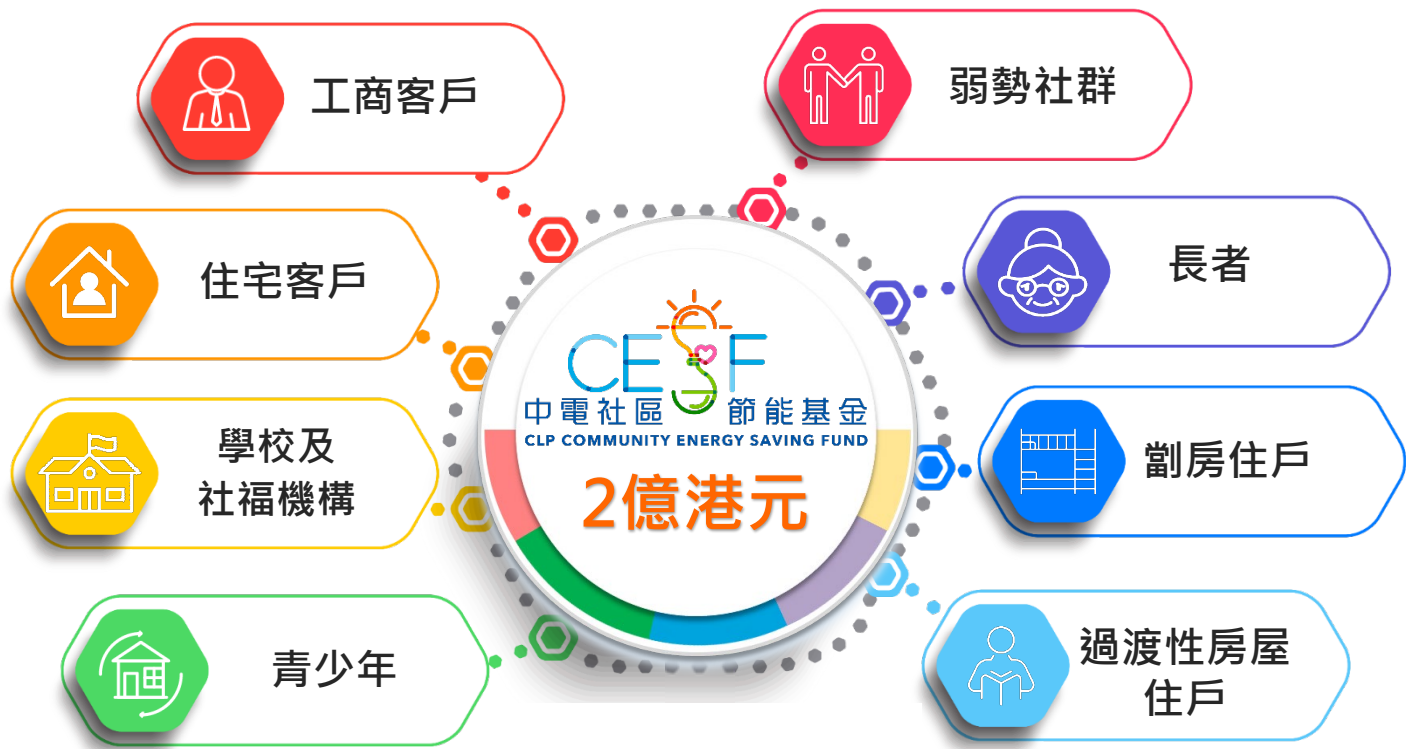 工商客戶
弱勢社群
住宅客戶
長者
CESF
中電社區 節能基金
CLP COMMUNITY ENERGY SAVING FUND
2億港元
學校及
社福機構
劏房住戶
青少年
過渡性房屋
住戶